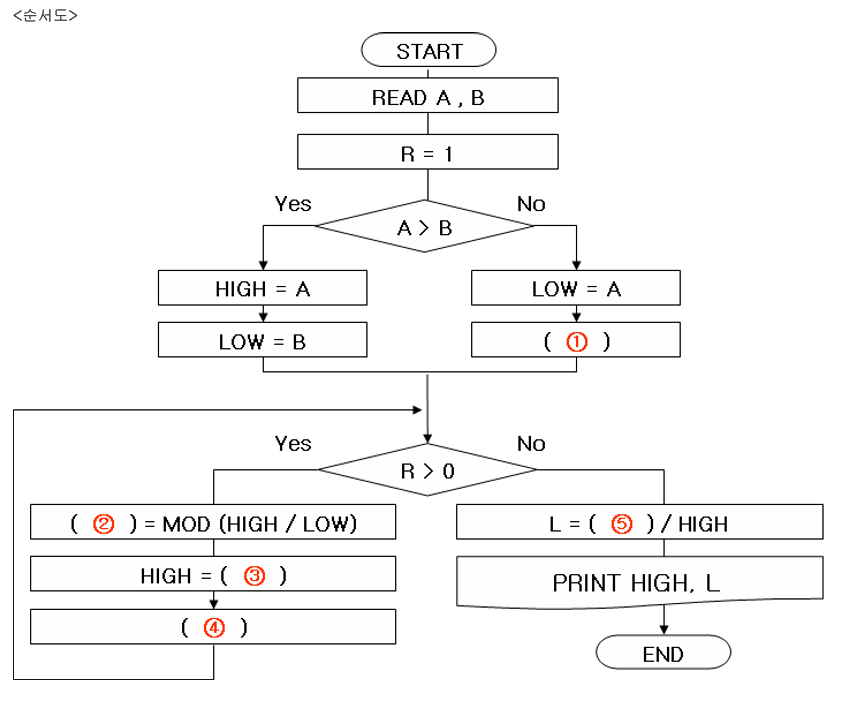 <순서도>
START
READ A , B
R = 1
Yes
No
A > B
HIGH = A
LOW = A
LOW = B
( ① )
Yes
No
R > 0
( ② ) = MOD (HIGH / LOW)
L = ( ⑤ ) / HIGH
HIGH = ( ③ )
PRINT HIGH, L
( ④ )
END